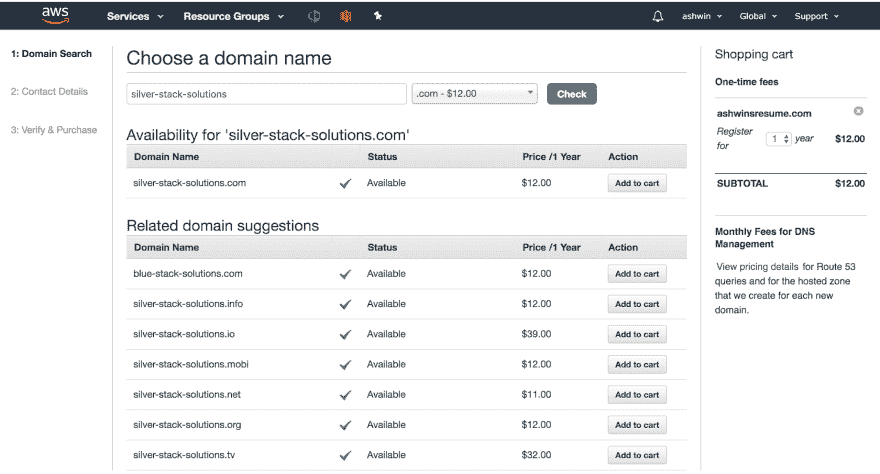 aws Services Resource Groups ashwin Global Support
1: Domain Search
2: Contact Details
3: Verify & Purchase
Choose a domain name
silver-stack-solutions .com - $12.00 Check
Availability for 'silver-stack-solutions.com'
Domain Name Status Price /1 Year Action
silver-stack-solutions.com Available $12.00 Add to cart
Related domain suggestions
Domain Name Status Price /1 Year Action
blue-stack-solutions.com Available $12.00 Add to cart
silver-stack-solutions.info Available $12.00 Add to cart
silver-stack-solutions.io Available $39.00 Add to cart
silver-stack-solutions.mobi Available $12.00 Add to cart
silver-stack-solutions.net Available $11.00 Add to cart
silver-stack-solutions.org Available $12.00 Add to cart
silver-stack-solutions.tv Available $32.00 Add to cart
Shopping cart
One-time fees
ashwinsresume.com
Register for 1 year $12.00
SUBTOTAL $12.00
Monthly Fees for DNS
Management
View pricing details for Route 53
queries and for the hosted zone
that we create for each new
domain.